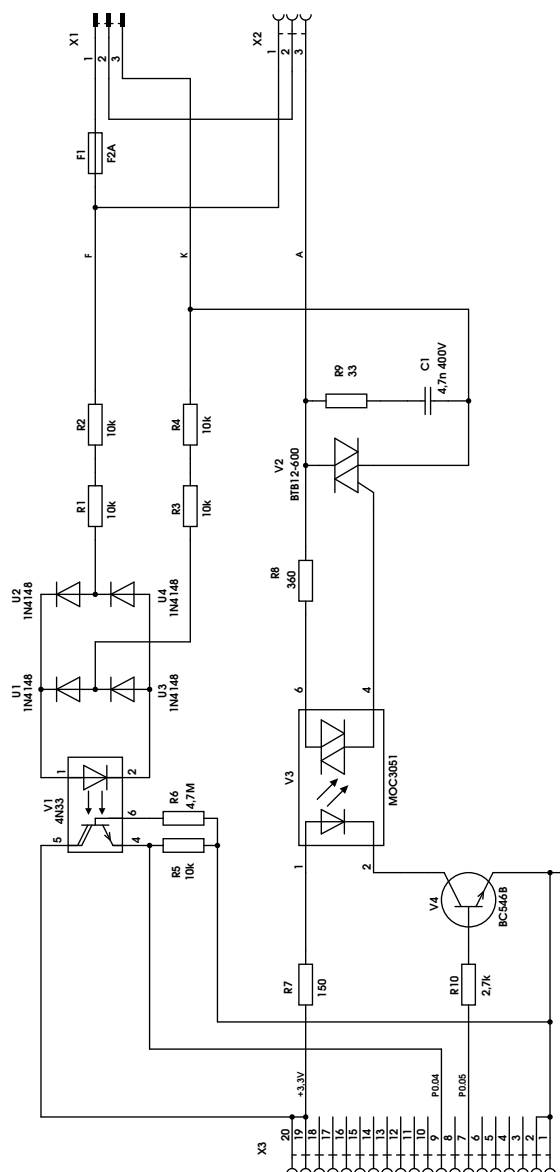 X1
1
2
3
X2
1
2
3
F1
F2A
F
K
A
R9
33
C1
4,7n 400V
R2
10k
R4
10k
V2
BTB12-600
R1
10k
R3
10k
R8
360
U2
1N4148
U4
1N4148
U1
1N4148
U3
1N4148
6
4
V1
4N33
1
2
5
6
4
R6
4,7M
R5
10k
V3
MOC3051
1
2
V4
BC546B
R7
150
R10
2,7k
+3,3V
P0.04
P0.05
X3
20
19
18
17
16
15
14
13
12
11
10
9
8
7
6
5
4
3
2
1